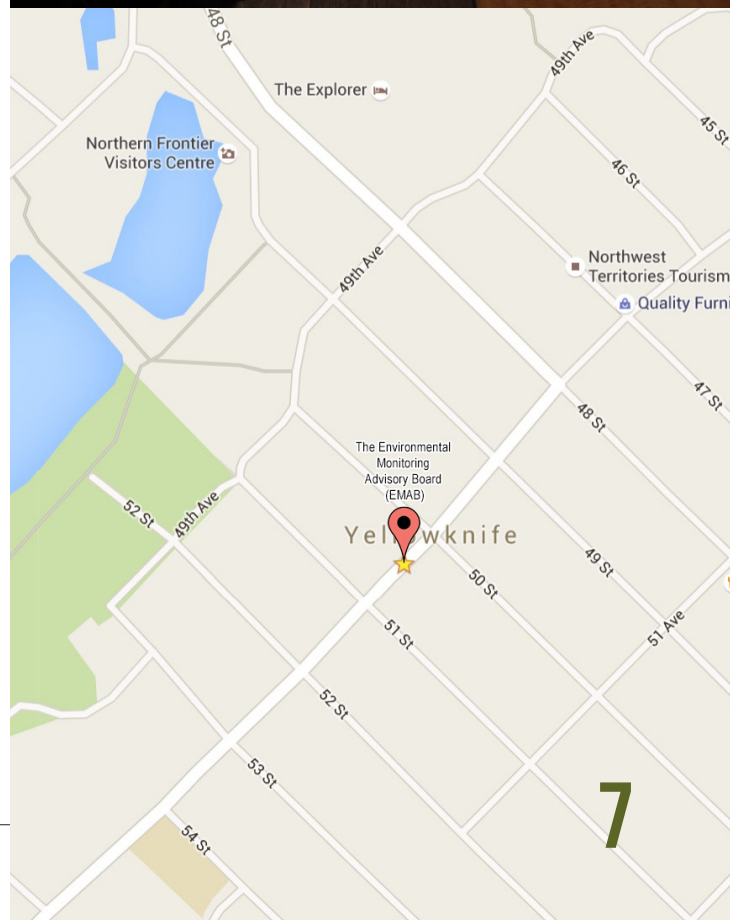 48 St
49th Ave
The Explorer
45 St
Northern Frontier
Visitors Centre
46 St
49th Ave
Northwest
Territories Tourism
Quality Furni
47 St
48 St
The Environmental
Monitoring
Advisory Board
(EMAB)
Yellowknife
52 St
49th Ave
49 St
50 St
51 Ave
51 St
52 St
53 St
54 St
7